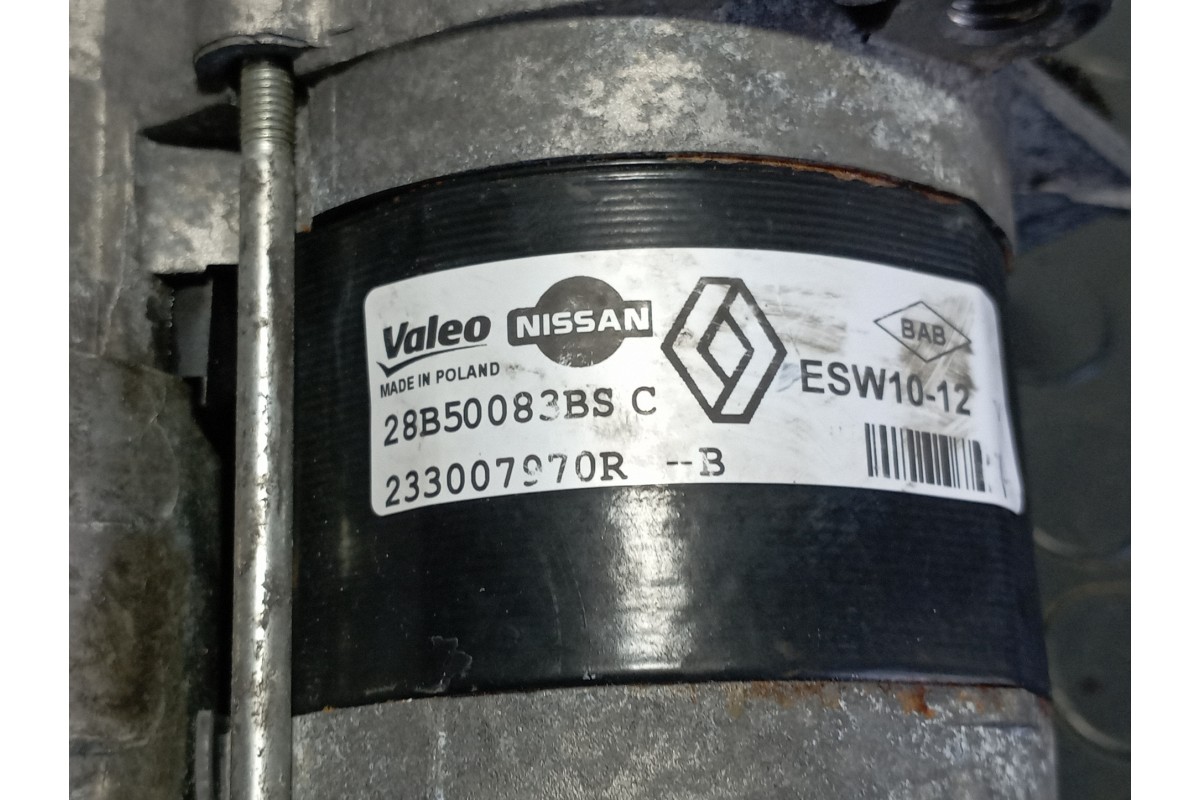 Valeo
NISSAN
BAB
MADE IN POLAND
ESW10-12
28B50083BS C
233007970R --B